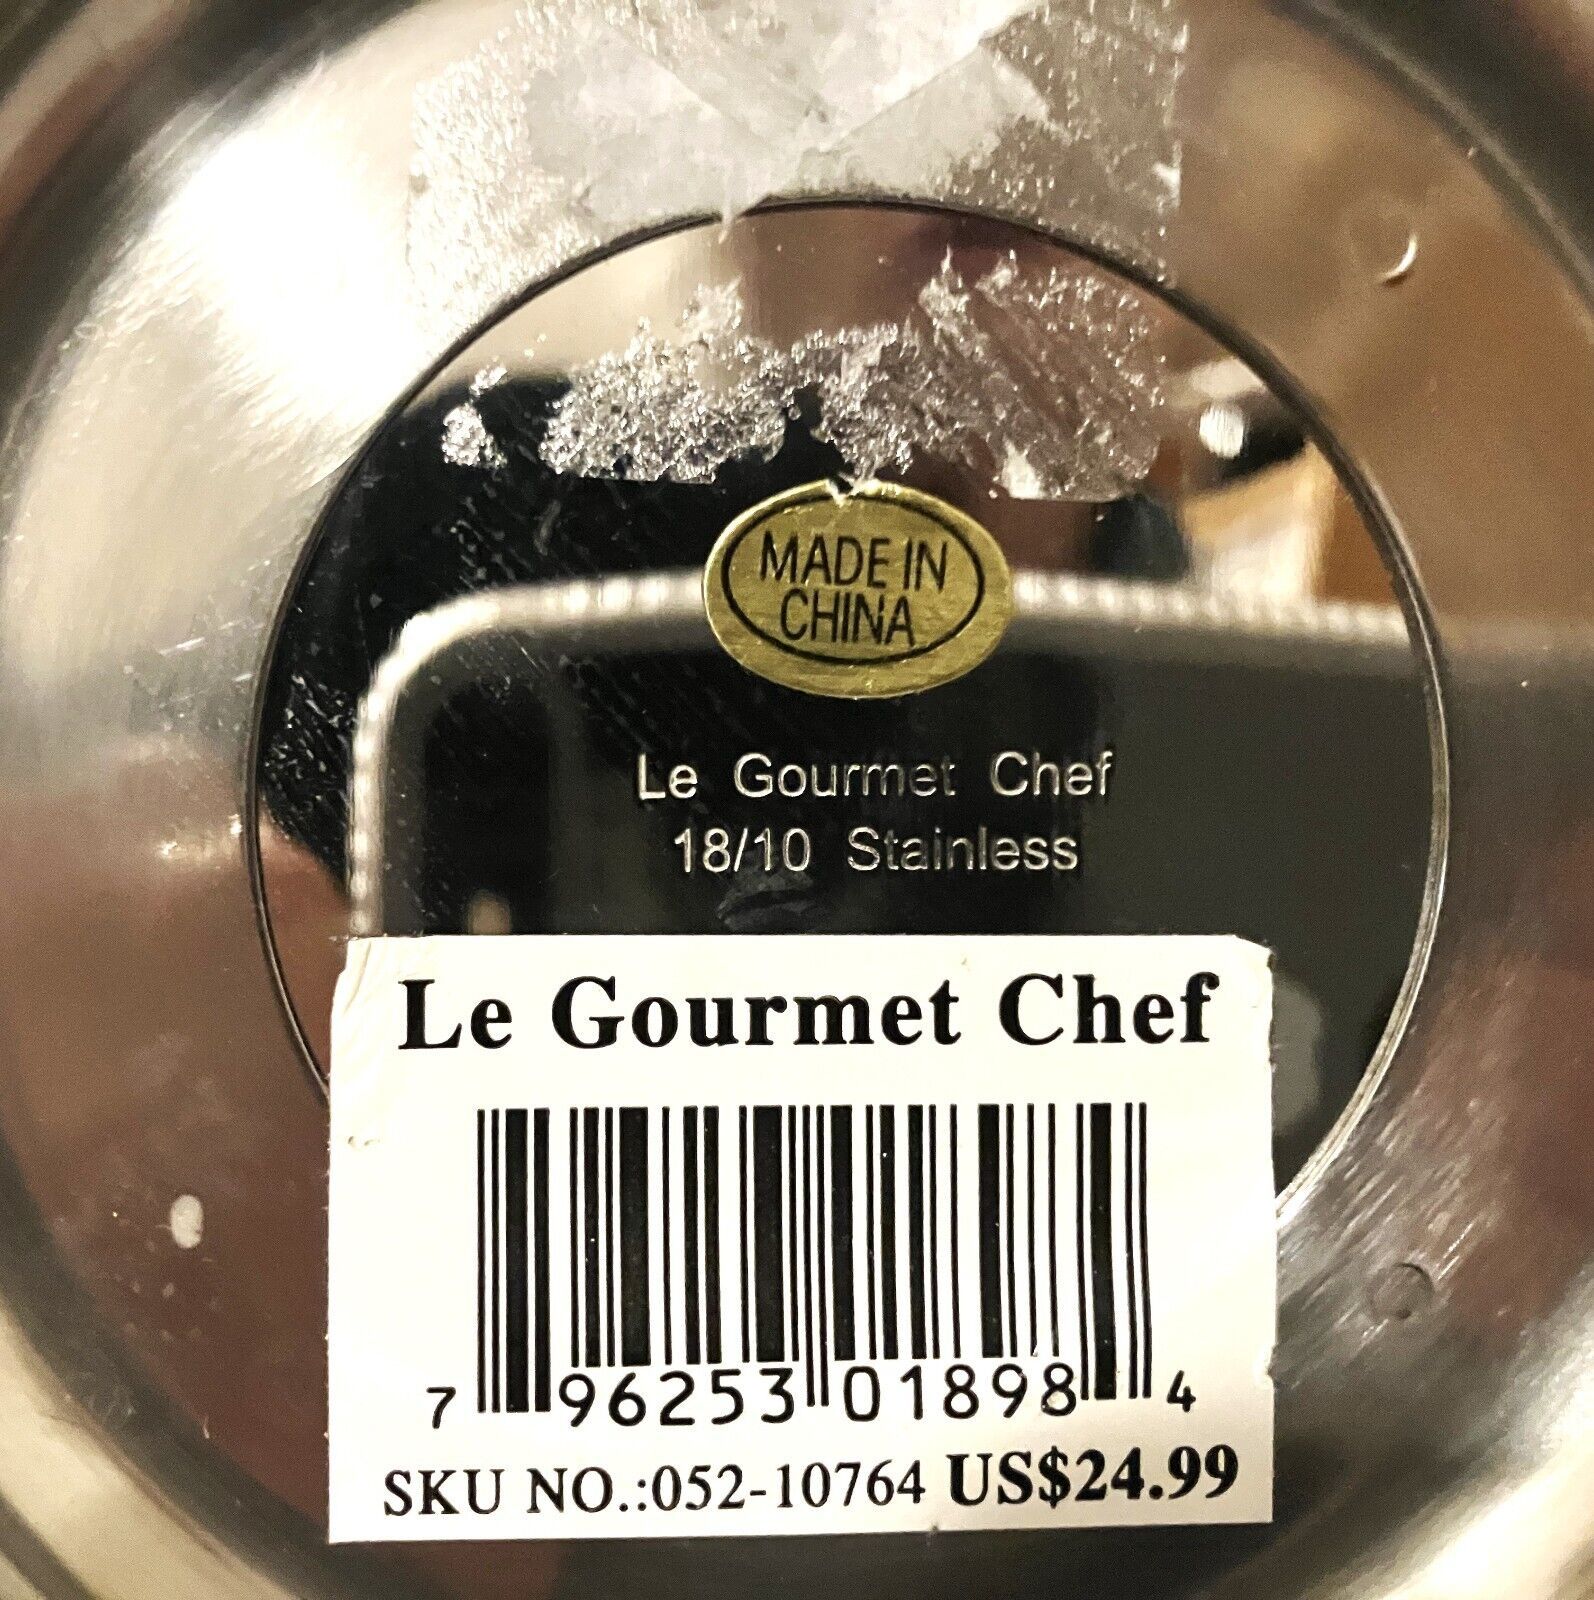 MADE IN
CHINA
Le Gourmet Chef
18/10 Stainless
Le Gourmet Chef
7 96253 01898 4
SKU NO.:052-10764 US$24.99